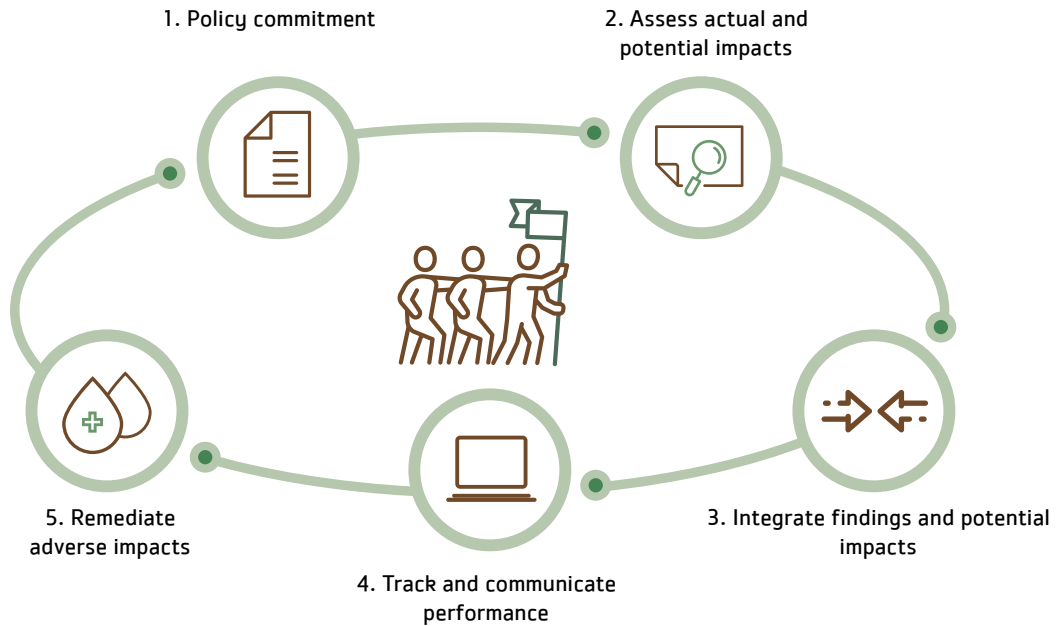 1. Policy commitment
2. Assess actual and
potential impacts
3. Integrate findings and potential
impacts
4. Track and communicate
performance
5. Remediate
adverse impacts